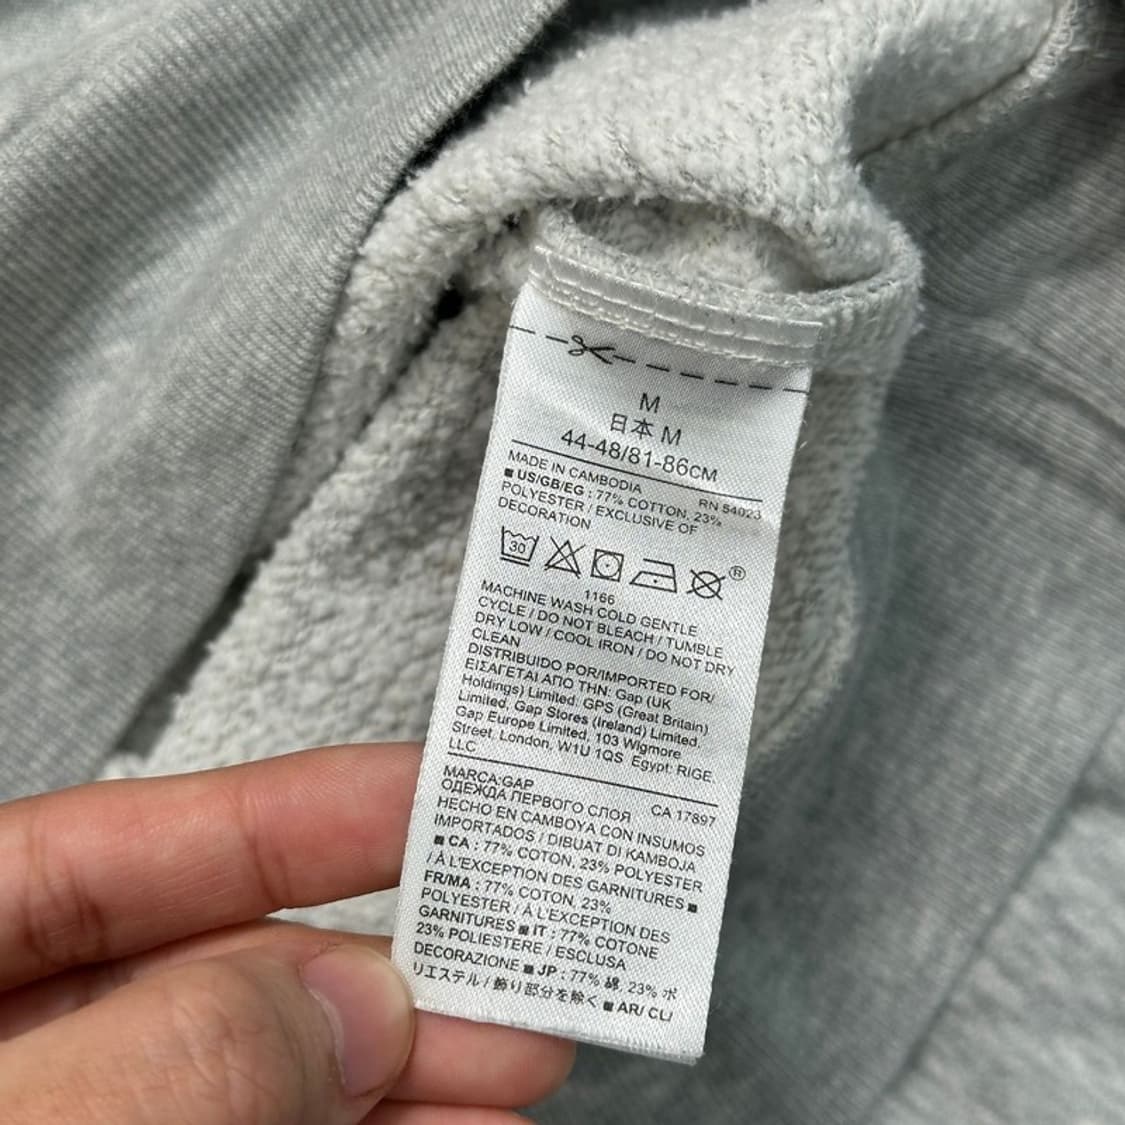 M
日本 M
44-48/81-86CM
MADE IN CAMBODIA
RN 54023
■ US/GB/EG : 77% COTTON, 23%
POLYESTER / EXCLUSIVE OF
DECORATION
30
®
1166
MACHINE WASH COLD GENTLE
CYCLE / DO NOT BLEACH / TUMBLE
DRY LOW / COOL IRON / DO NOT DRY
CLEAN
DISTRIBUIDO POR/IMPORTED FOR/
ΕΙΣΑΓΕΤΑΙ ΑΠΟ ΤΗΝ: Gap (UK
Holdings) Limited, GPS (Great Britain)
Limited, Gap Stores (Ireland) Limited,
Gap Europe Limited, 103 Wigmore
Street, London, W1U 1QS Egypt: RIGE,
LLC
MARCA:GAP
CA 17897
ОДЕЖДА ПЕРВОГО СЛОЯ
HECHO EN CAMBOYA CON INSUMOS
IMPORTADOS / DIBUAT DI KAMBOJA
■ CA : 77% COTON, 23% POLYESTER
/ À L'EXCEPTION DES GARNITURES ■
FR/MA : 77% COTON, 23%
POLYESTER / À L'EXCEPTION DES
GARNITURES ■ IT : 77% COTONE
23% POLIESTERE / ESCLUSA
DECORAZIONE ■ JP : 77% 綿, 23% ポ
リエステル / 飾り部分を除く ■ AR/ CL/